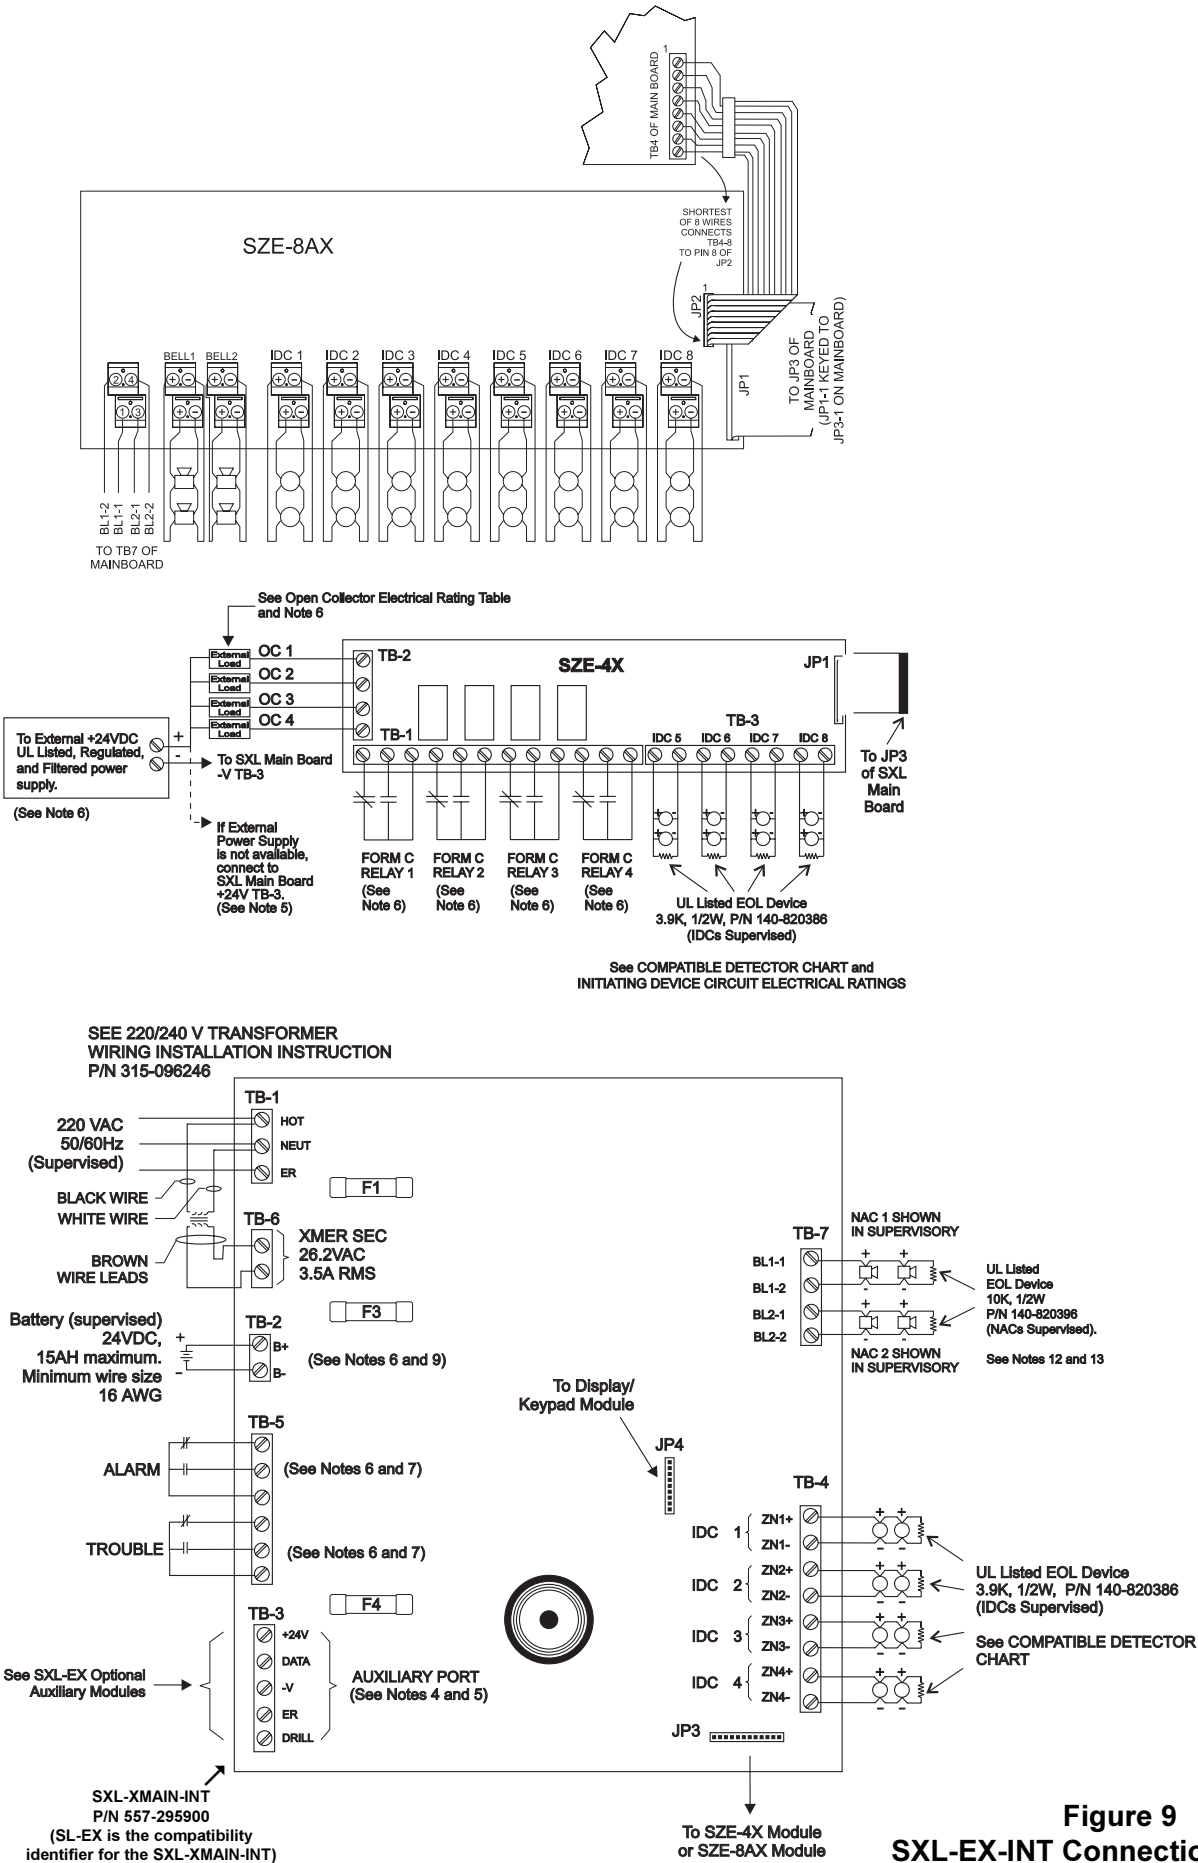 1
TB4 OF MAIN BOARD
SHORTEST
OF 8 WIRES
CONNECTS
TB4-8
TO PIN 8 OF
JP2
SZE-8AX
1
JP2
JP1
TO JP3 OF
MAINBOARD
(JP1-1 KEYED TO
JP3-1 ON MAINBOARD)
BELL1 BELL2 IDC 1 IDC 2 IDC 3 IDC 4 IDC 5 IDC 6 IDC 7 IDC 8
2 4
1 3
+ - + - + - + - + - + - + - + - + - + -
+ - + - + - + - + - + - + - + - + - + -
BL1-2
BL1-1
BL2-1
BL2-2
TO TB7 OF
MAINBOARD
See Open Collector Electrical Rating Table
and Note 6
External
Load
OC 1
External
Load
OC 2
External
Load
OC 3
External
Load
OC 4
TB-2
SZE-4X
JP1
TB-1
TB-3
IDC 5 IDC 6 IDC 7 IDC 8
To External +24VDC
UL Listed, Regulated,
and Filtered power
supply.
+
-
(See Note 6)
To SXL Main Board
-V TB-3
If External
Power Supply
is not available,
connect to
SXL Main Board
+24V TB-3.
(See Note 5)
To JP3
of SXL
Main
Board
+ - + - + - + -
+ - + - + - + -
FORM C
RELAY 1
(See
Note 6)
FORM C
RELAY 2
(See
Note 6)
FORM C
RELAY 3
(See
Note 6)
FORM C
RELAY 4
(See
Note 6)
UL Listed EOL Device
3.9K, 1/2W, P/N 140-820386
(IDCs Supervised)
See COMPATIBLE DETECTOR CHART and
INITIATING DEVICE CIRCUIT ELECTRICAL RATINGS
SEE 220/240 V TRANSFORMER
WIRING INSTALLATION INSTRUCTION
P/N 315-096246
TB-1
HOT
NEUT
ER
220 VAC
50/60Hz
(Supervised)
F1
BLACK WIRE
WHITE WIRE
BROWN
WIRE LEADS
TB-6
XMER SEC
26.2VAC
3.5A RMS
F3
Battery (supervised)
24VDC,
15AH maximum.
Minimum wire size
16 AWG
+
-
TB-2
B+
B-
(See Notes 6 and 9)
TB-5
ALARM
(See Notes 6 and 7)
TROUBLE
(See Notes 6 and 7)
F4
TB-3
+24V
DATA
-V
ER
DRILL
See SXL-EX Optional
Auxiliary Modules
AUXILIARY PORT
(See Notes 4 and 5)
To Display/
Keypad Module
JP4
TB-7
BL1-1
BL1-2
BL2-1
BL2-2
NAC 1 SHOWN
IN SUPERVISORY
+ +
- -
+ +
- -
NAC 2 SHOWN
IN SUPERVISORY
UL Listed
EOL Device
10K, 1/2W
P/N 140-820396
(NACs Supervised).
See Notes 12 and 13
TB-4
IDC 1
ZN1+
ZN1-
IDC 2
ZN2+
ZN2-
IDC 3
ZN3+
ZN3-
IDC 4
ZN4+
ZN4-
+ +
- -
+ +
- -
+ +
- -
+ +
- -
UL Listed EOL Device
3.9K, 1/2W, P/N 140-820386
(IDCs Supervised)
See COMPATIBLE DETECTOR
CHART
JP3
SXL-XMAIN-INT
P/N 557-295900
(SL-EX is the compatibility
identifier for the SXL-XMAIN-INT)
To SZE-4X Module
or SZE-8AX Module
Figure 9
SXL-EX-INT Connectio